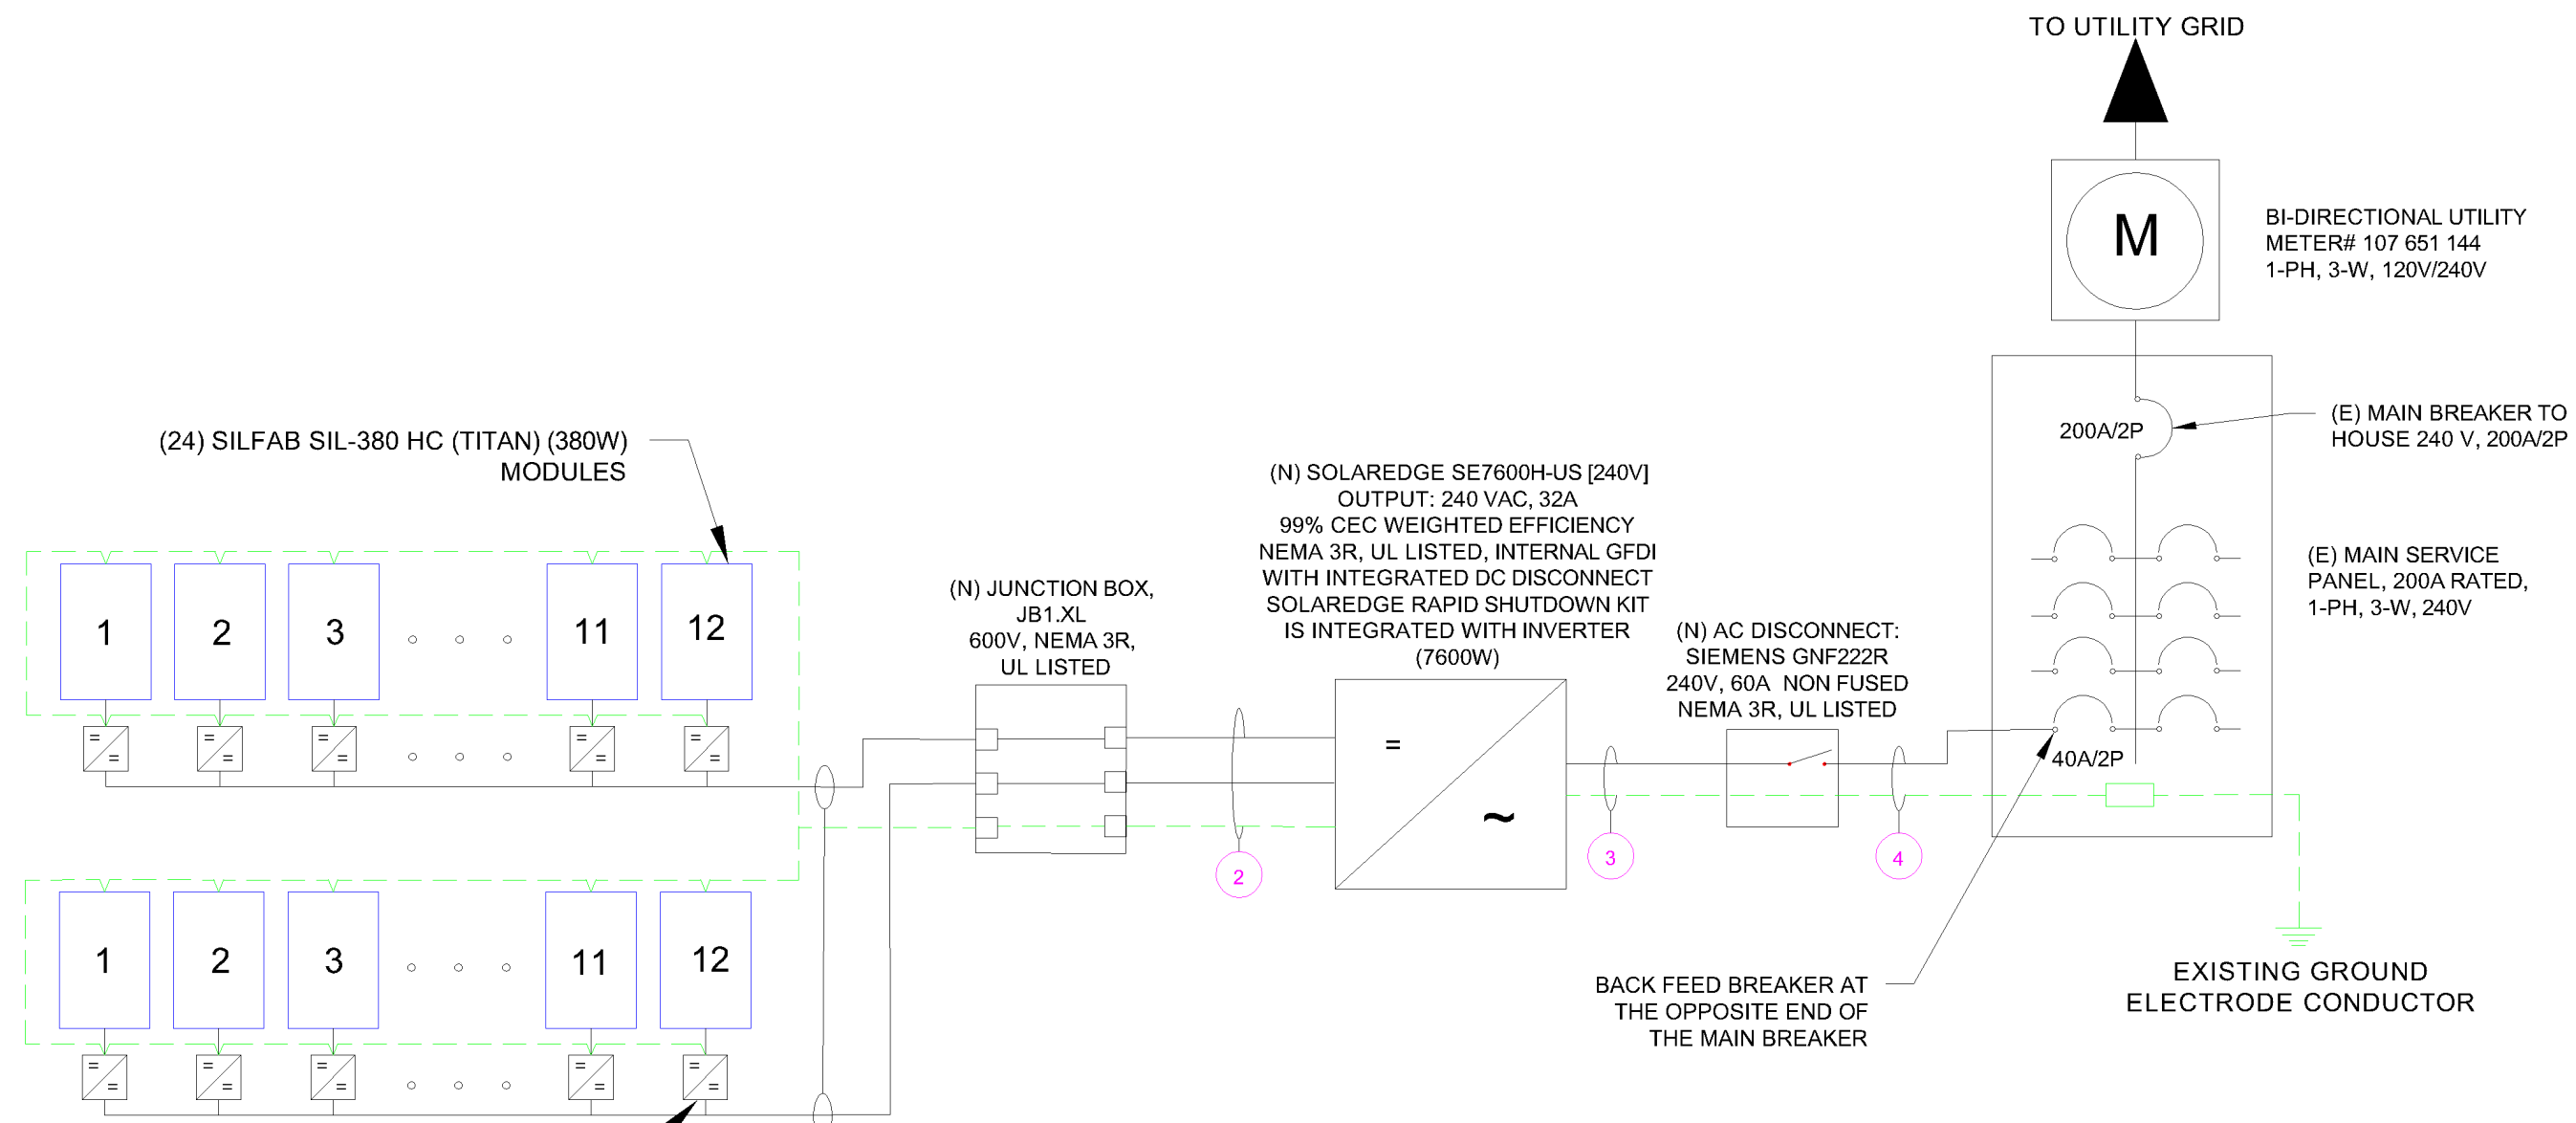 TO UTILITY GRID
M
BI-DIRECTIONAL UTILITY
METER# 107 651 144
1-PH, 3-W, 120V/240V
(E) MAIN BREAKER TO
HOUSE 240 V, 200A/2P
200A/2P
(E) MAIN SERVICE
PANEL, 200A RATED,
1-PH, 3-W, 240V
40A/2P
(24) SILFAB SIL-380 HC (TITAN) (380W)
MODULES
(N) SOLAREDGE SE7600H-US [240V]
OUTPUT: 240 VAC, 32A
99% CEC WEIGHTED EFFICIENCY
NEMA 3R, UL LISTED, INTERNAL GFDI
WITH INTEGRATED DC DISCONNECT
SOLAREDGE RAPID SHUTDOWN KIT
IS INTEGRATED WITH INVERTER
(7600W)
(N) JUNCTION BOX,
JB1.XL
600V, NEMA 3R,
UL LISTED
(N) AC DISCONNECT:
SIEMENS GNF222R
240V, 60A NON FUSED
NEMA 3R, UL LISTED
1 2 3 11 12
2
3
4
1 2 3 11 12
BACK FEED BREAKER AT
THE OPPOSITE END OF
THE MAIN BREAKER
EXISTING GROUND
ELECTRODE CONDUCTOR